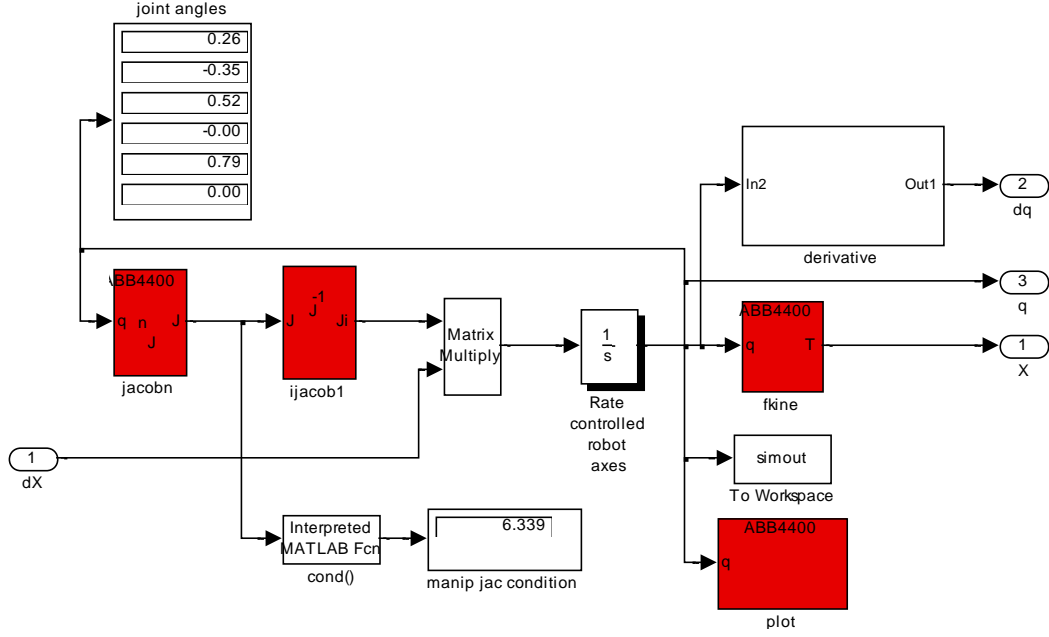 joint angles
0.26
-0.35
0.52
-0.00
0.79
0.00
In2
Out1
2
dq
derivative
3
q
ABB4400
q
n
J
J
jacobn
J
-1
J
Ji
ijacob1
Matrix
Multiply
1
s
Rate
controlled
robot
axes
ABB4400
q
T
fkine
1
X
1
dX
simout
To Workspace
Interpreted
MATLAB Fcn
cond()
6.339
manip jac condition
ABB4400
q
plot